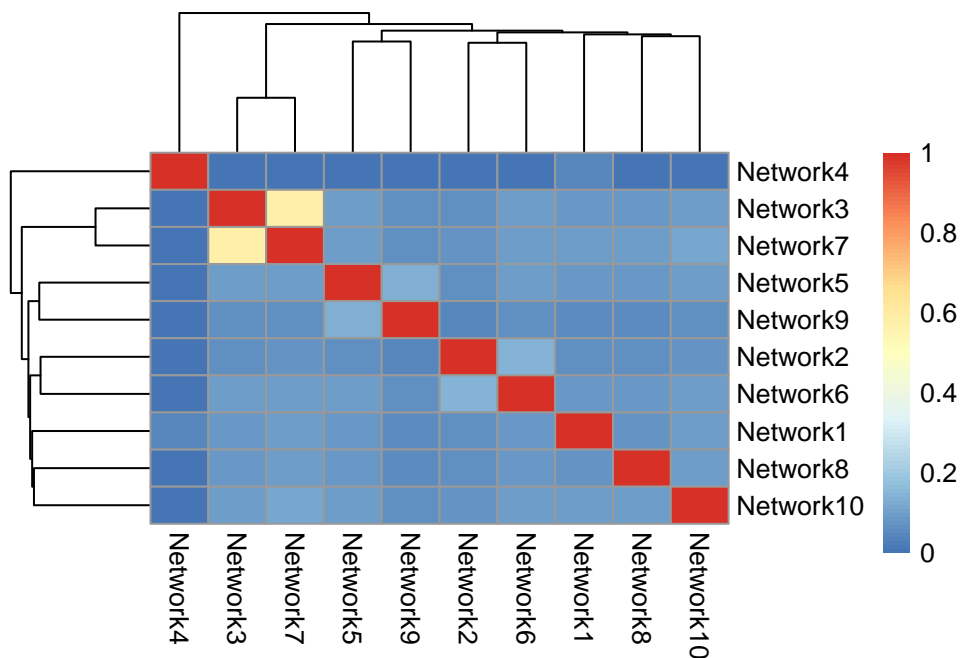 Network4
Network3
Network7
Network5
Network9
Network2
Network6
Network1
Network8
Network10
1
0.8
0.6
0.4
0.2
0
Network4
Network3
Network7
Network5
Network9
Network2
Network6
Network1
Network8
Network10